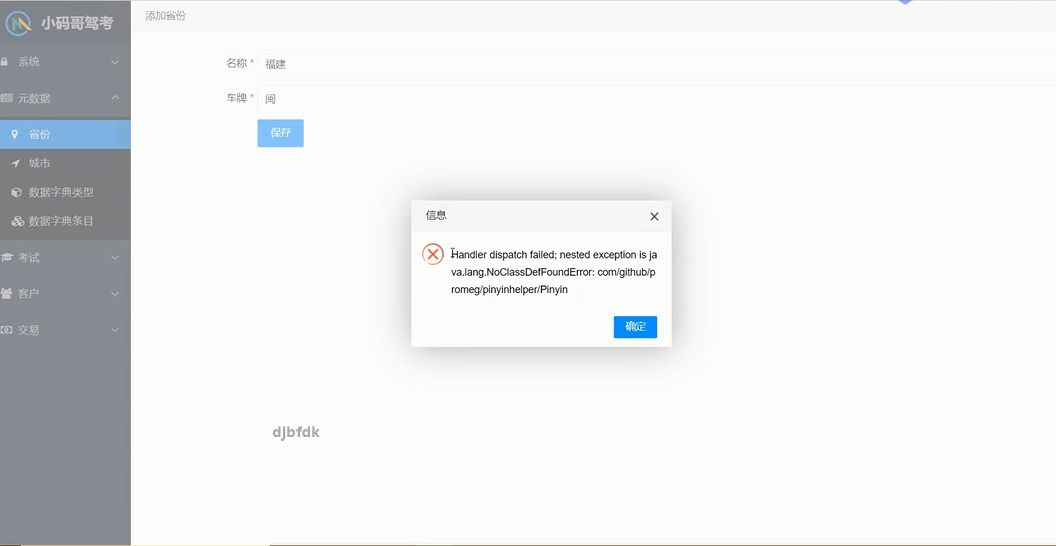 小码哥驾考
添加省份
系统
元数据
省份
城市
数据字典类型
数据字典条目
考试
客户
交易
名称 *
福建
车牌 *
闽
保存
信息
Handler dispatch failed; nested exception is ja
va.lang.NoClassDefFoundError: com/github/p
romeg/pinyinhelper/Pinyin
确定
djbfdk